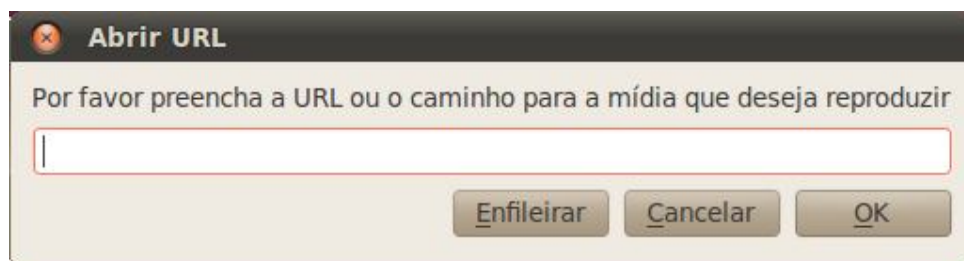 Abrir URL
Por favor preencha a URL ou o caminho para a mídia que deseja reproduzir
Enfileirar Cancelar OK